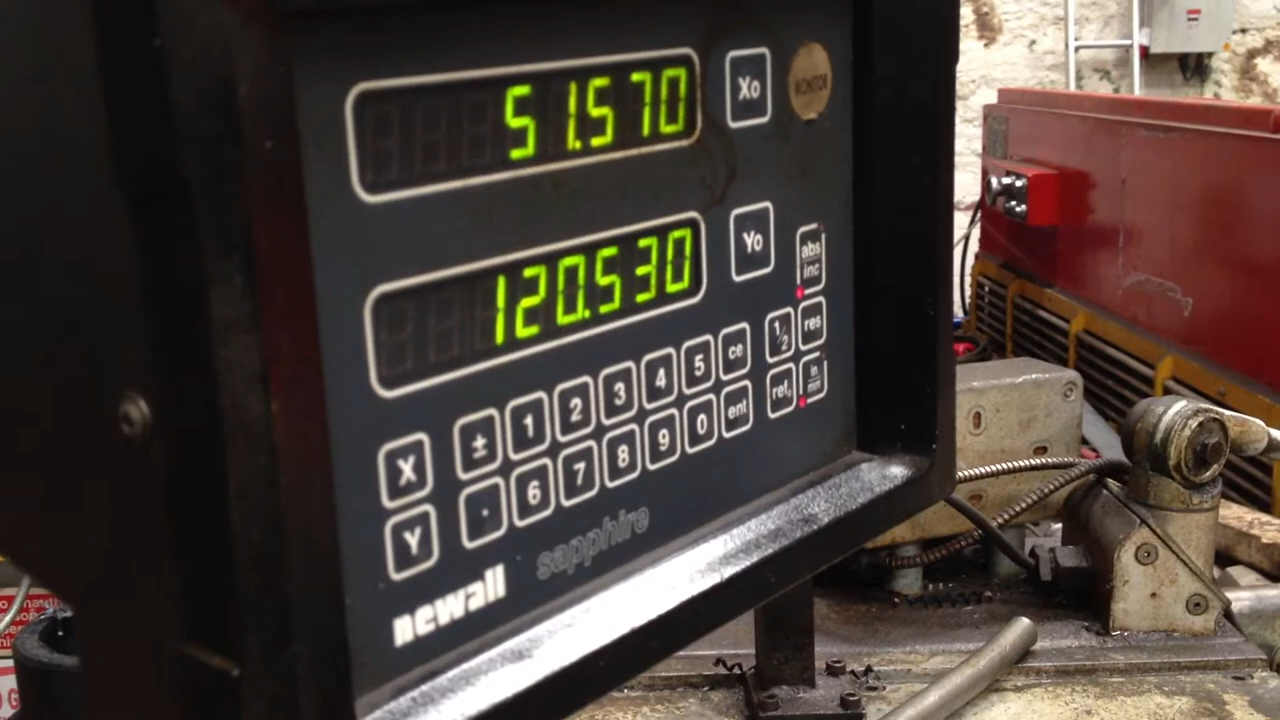 51.570
Xo
MONITOR
120.530
Yo
abs
inc
X
± 1 2 3 4 5 ce
1/2
res
Y
. 6 7 8 9 0 ent
ref.
in
mm
newall
sapphire